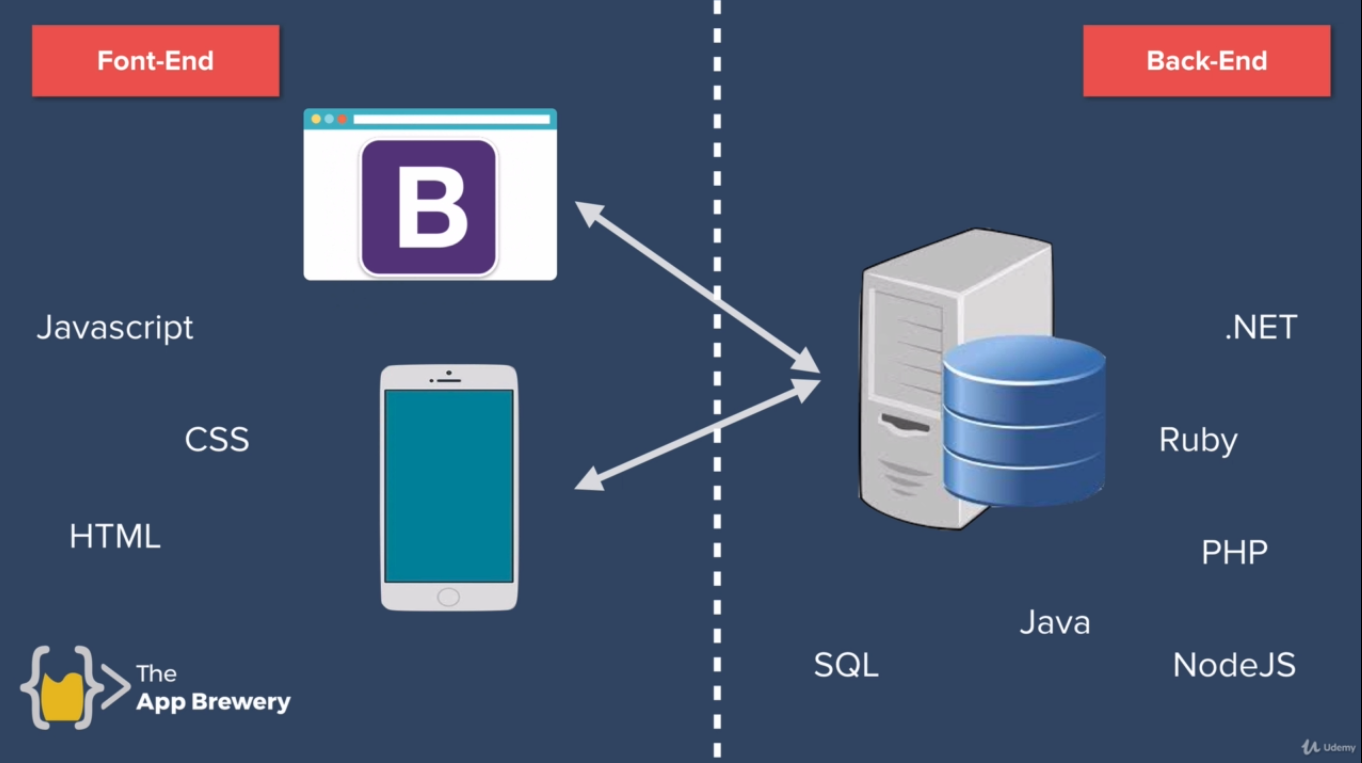 Font-End
Back-End
B
Javascript
.NET
CSS
Ruby
HTML
PHP
Java
SQL
NodeJS
The
App Brewery
Udemy